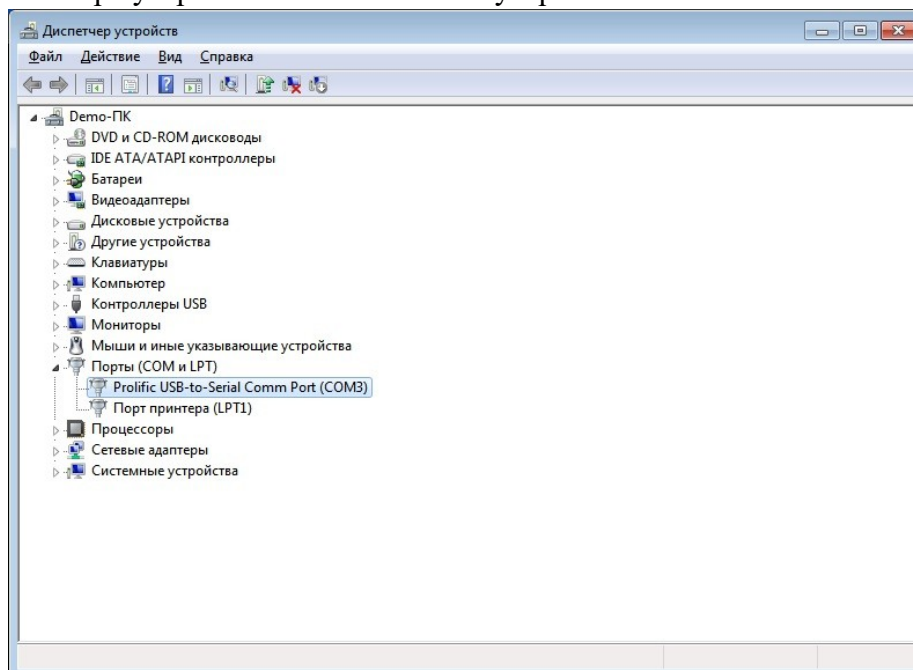 Диспетчер устройств
Файл Действие Вид Справка
Demo-ПК
DVD и CD-ROM дисководы
IDE ATA/ATAPI контроллеры
Батареи
Видеоадаптеры
Дисковые устройства
Другие устройства
Клавиатуры
Компьютер
Контроллеры USB
Мониторы
Мыши и иные указывающие устройства
Порты (COM и LPT)
Prolific USB-to-Serial Comm Port (COM3)
Порт принтера (LPT1)
Процессоры
Сетевые адаптеры
Системные устройства